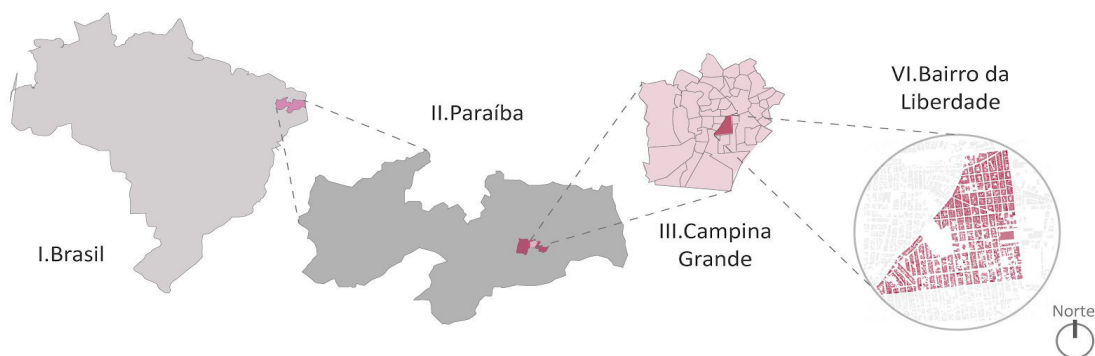 I.Brasil
II.Paraíba
III.Campina
Grande
VI.Bairro da
Liberdade
Norte